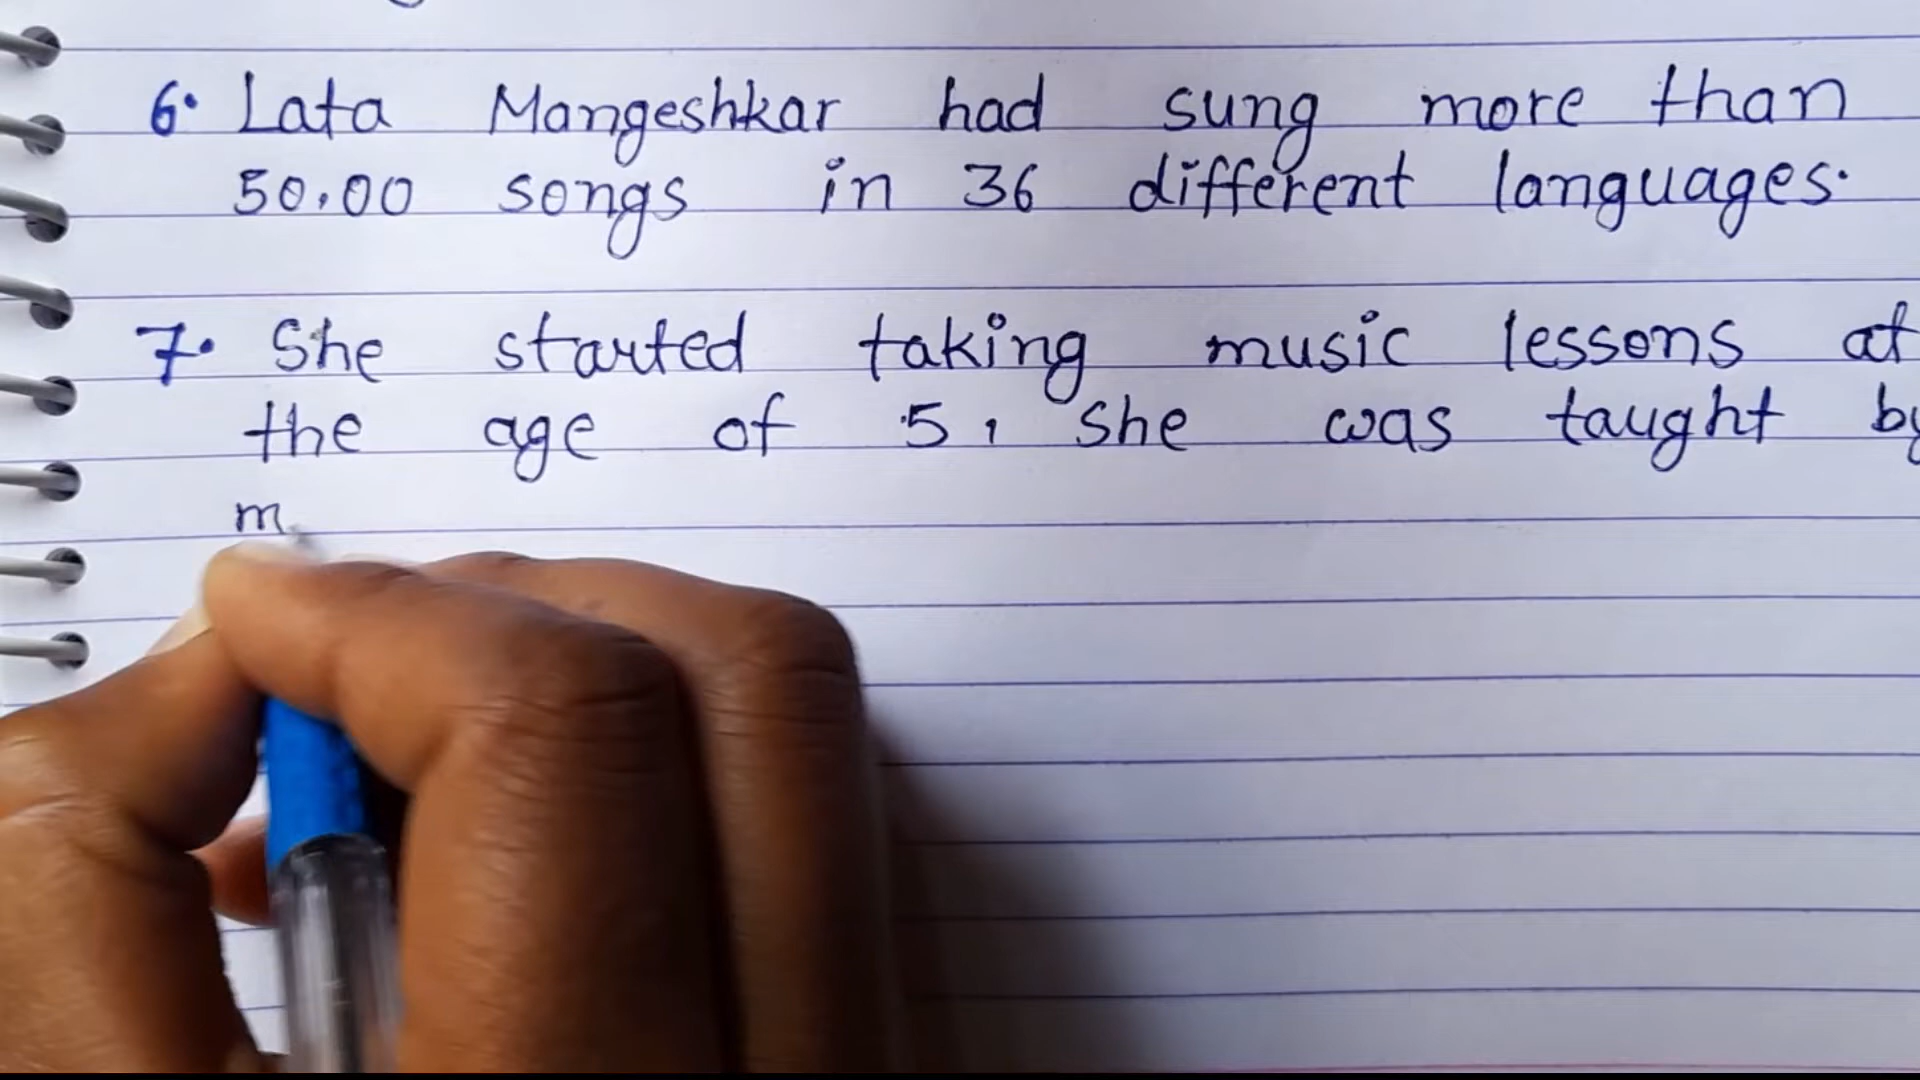 6. Lata Mangeshkar had sung more than
50,00 songs in 36 different languages.
7. She started taking music lessons at
the age of 5, she was taught by
m